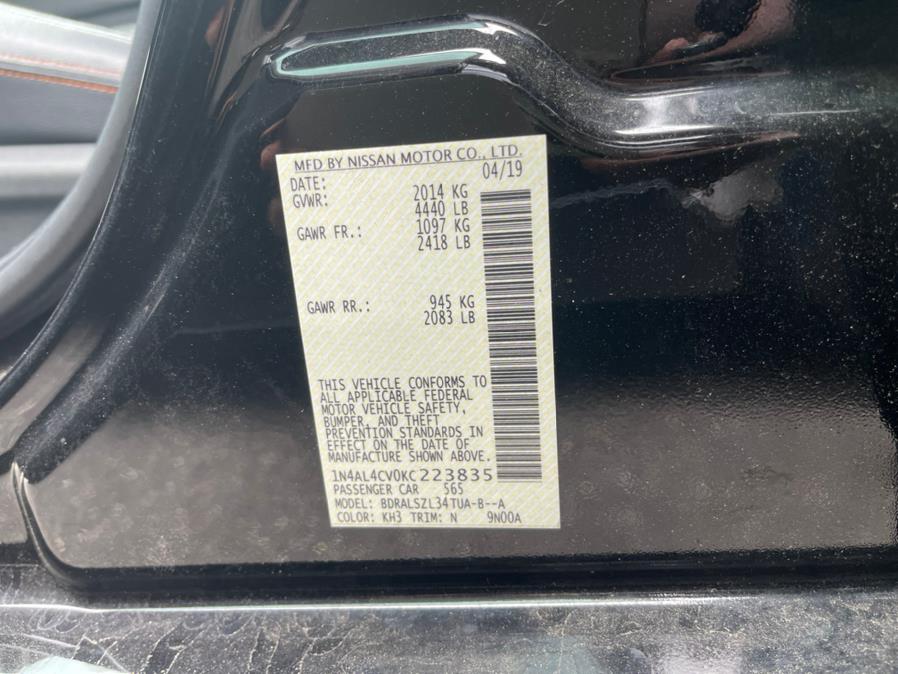 MFD BY NISSAN MOTOR CO., LTD.
DATE: 04/19
GVWR: 2014 KG
4440 LB
GAWR FR.: 1097 KG
2418 LB
GAWR RR.: 945 KG
2083 LB
THIS VEHICLE CONFORMS TO
ALL APPLICABLE FEDERAL
MOTOR VEHICLE SAFETY,
BUMPER, AND THEFT
PREVENTION STANDARDS IN
EFFECT ON THE DATE OF
MANUFACTURE SHOWN ABOVE.
1N4AL4CV0KC223835
PASSENGER CAR S65
MODEL: BDRALSZL34TUA-B--A
COLOR: KH3 TRIM: N 9N00A